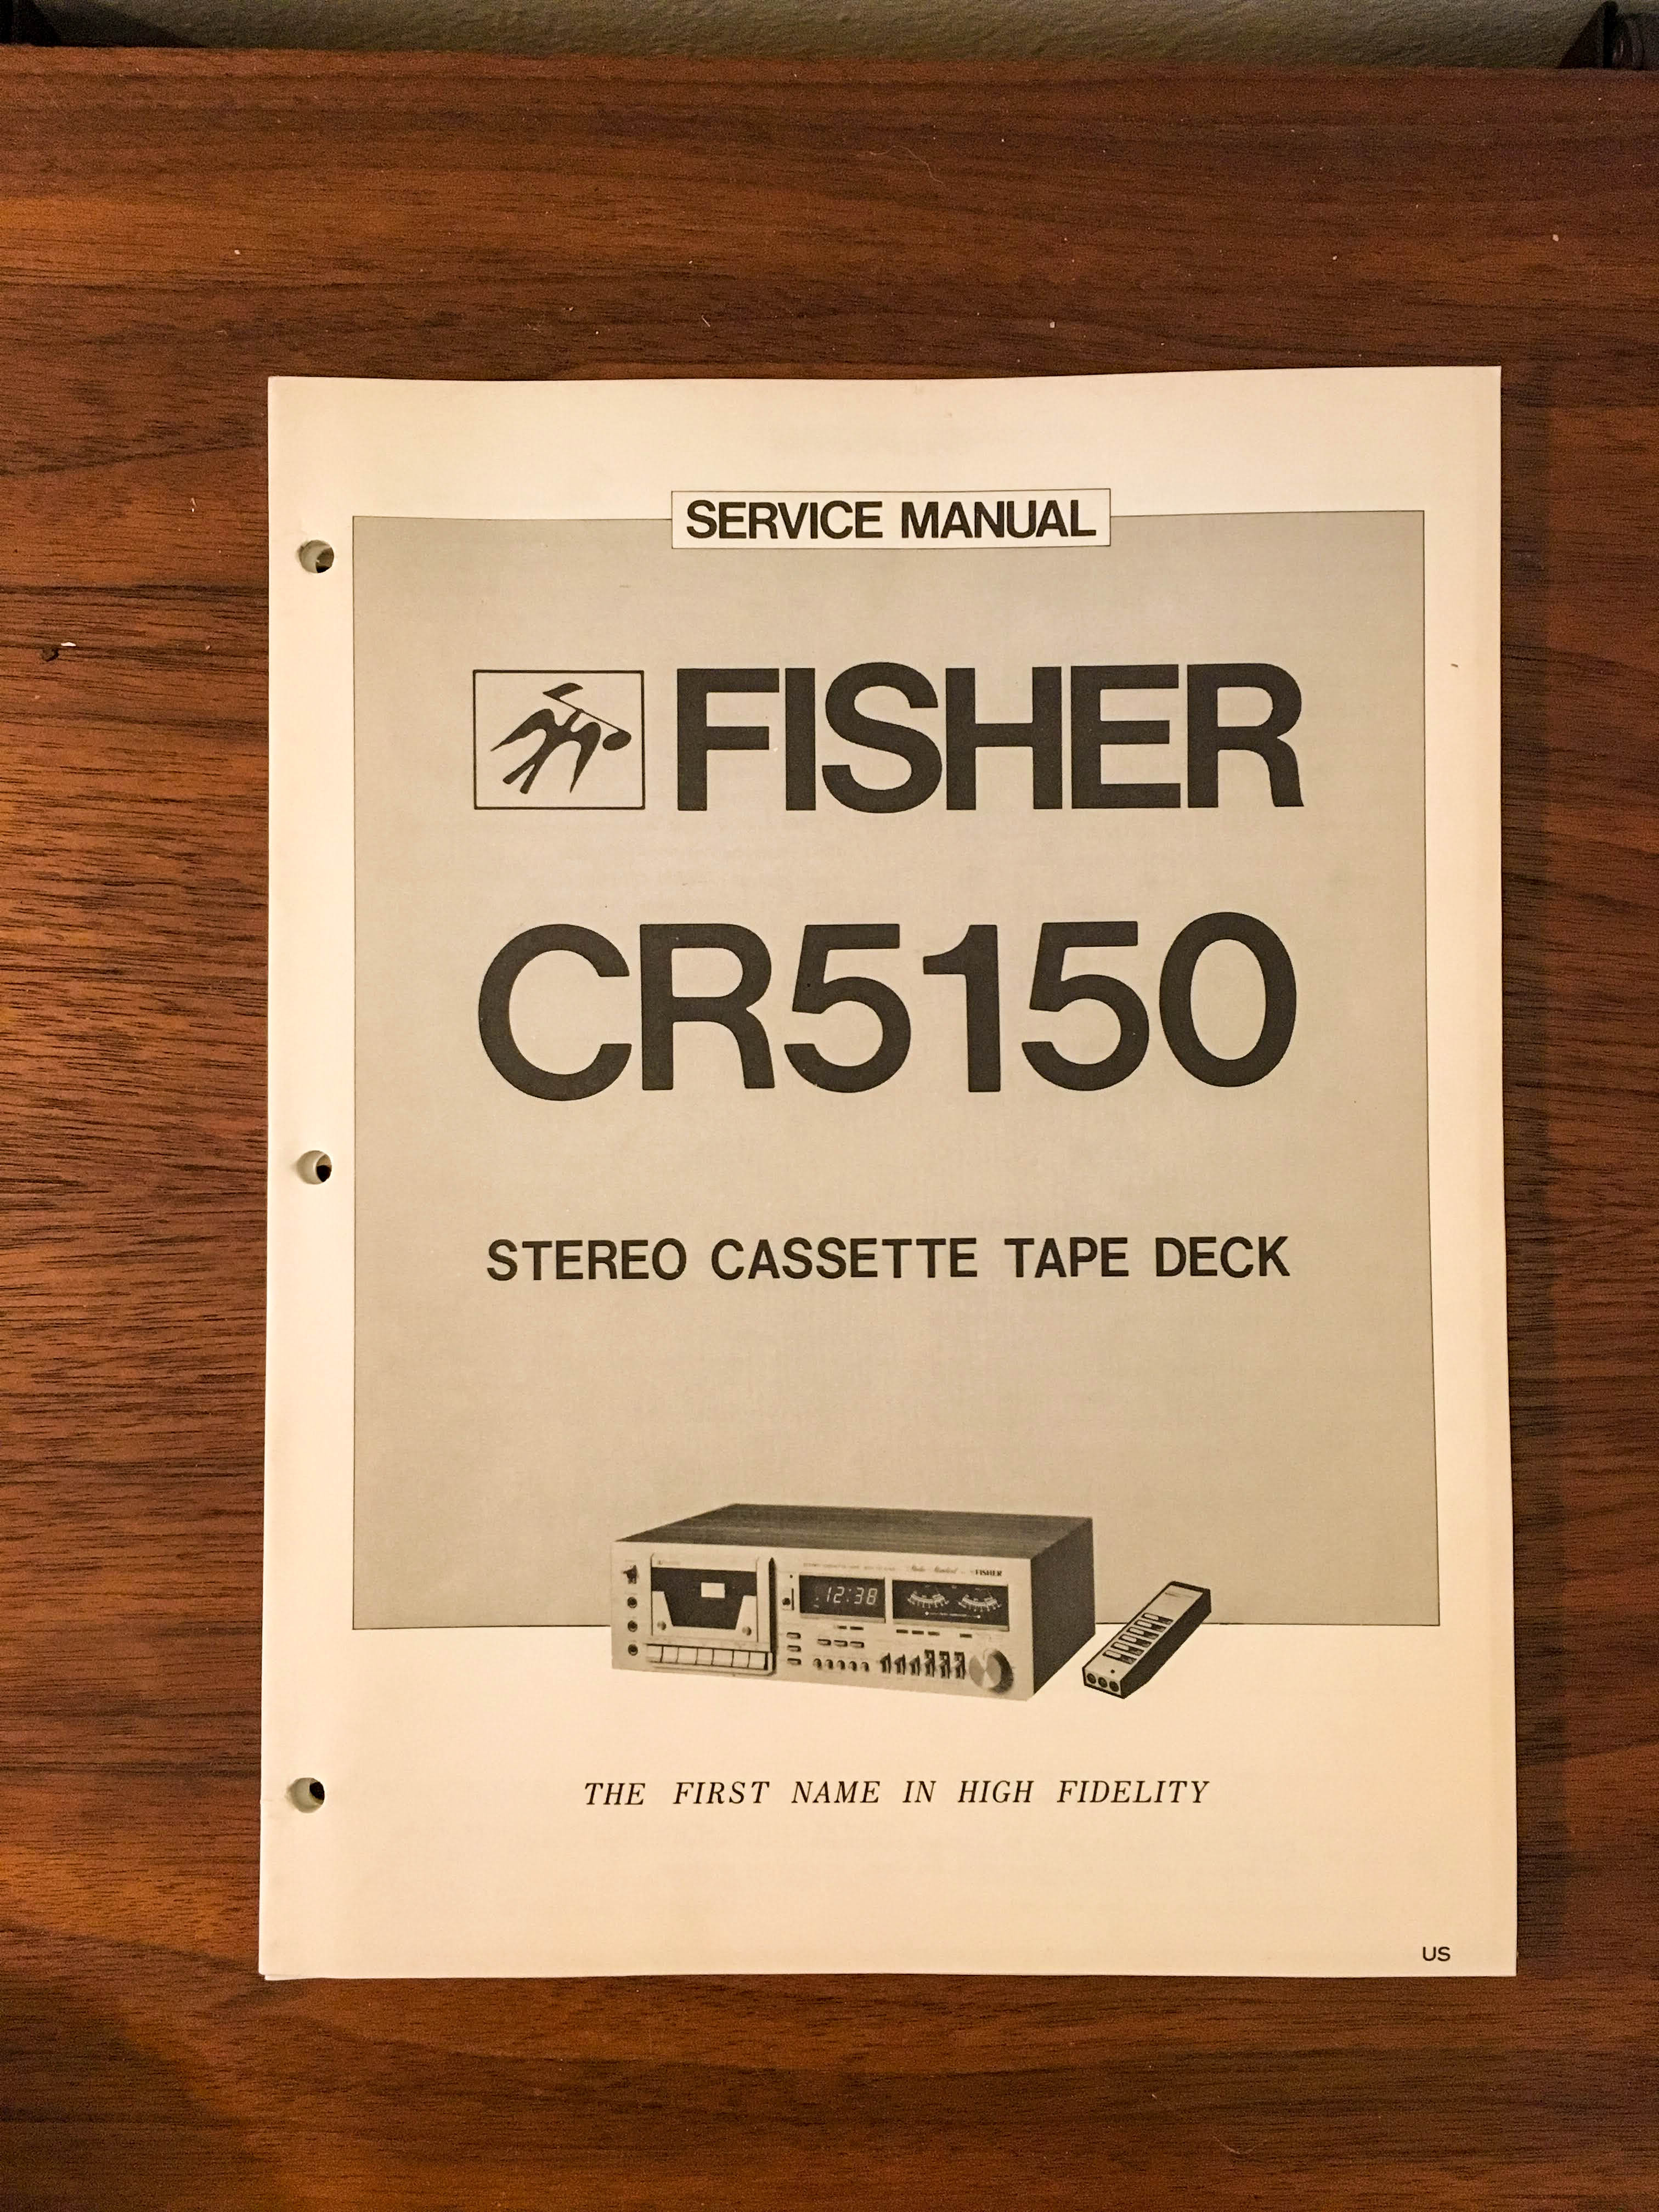 SERVICE MANUAL
FISHER
CR5150
STEREO CASSETTE TAPE DECK
12:38
FISHER
THE FIRST NAME IN HIGH FIDELITY
US